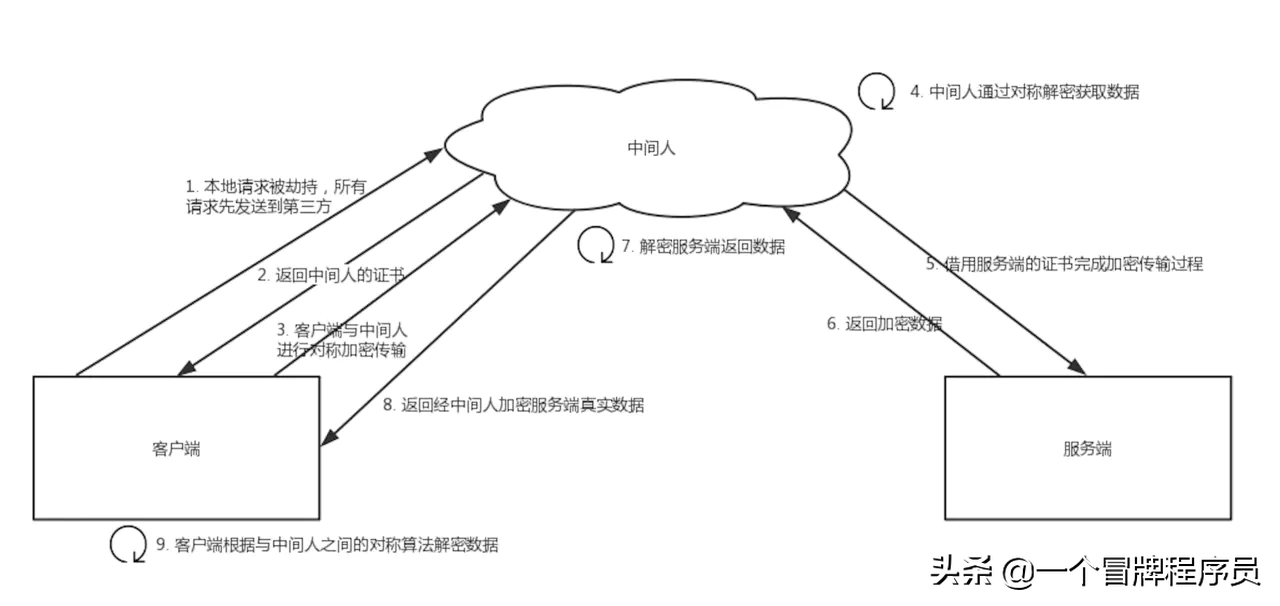 4. 中间人通过对称解密获取数据
中间人
1. 本地请求被劫持，所有
请求先发送到第三方
7. 解密服务端返回数据
2. 返回中间人的证书
5. 借用服务端的证书完成加密传输过程
3. 客户端与中间人
进行对称加密传输
6. 返回加密数据
8. 返回经中间人加密服务端真实数据
客户端
服务端
9. 客户端根据与中间人之间的对称算法解密数据
头条 @一个冒牌程序员